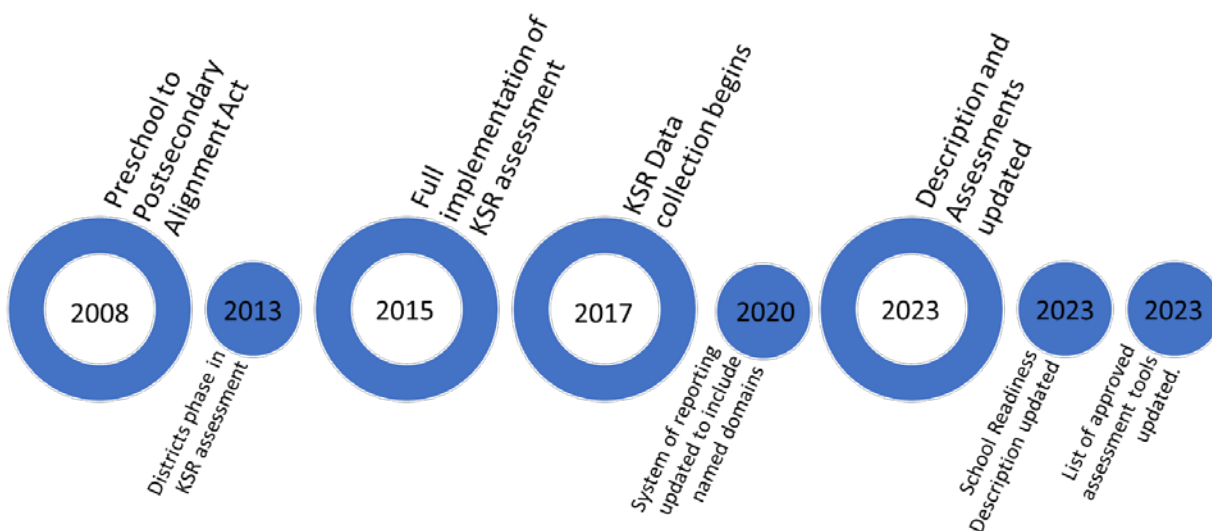 Preschool to
Postsecondary
Alignment Act
2008
2013
Districts phase in
KSR assessment
Full
implementation of
KSR assessment
2015
KSR Data
collection begins
2017
2020
System of reporting
updated to include
named domains
Description and
Assessments
updated
2023
2023
School Readiness
Description updated
2023
List of approved
assessment tools
updated.